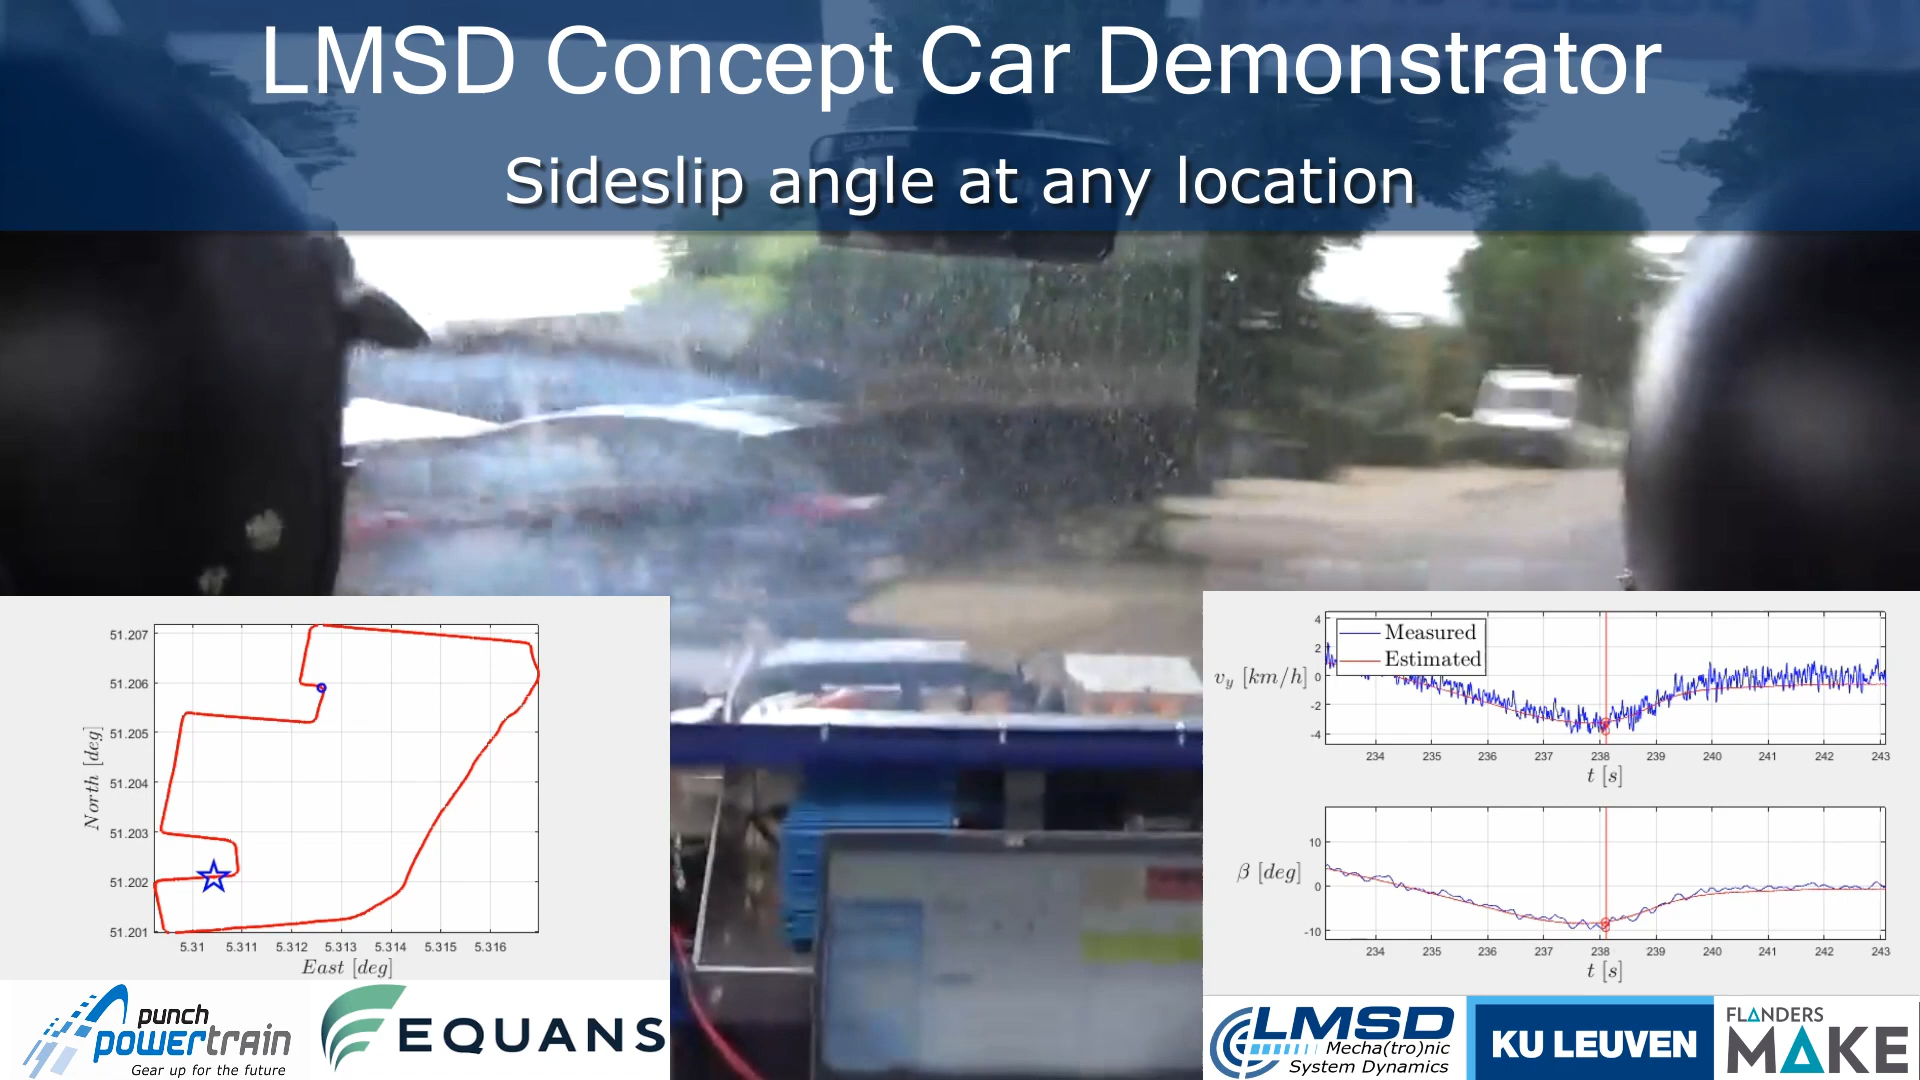 LMSD Concept Car Demonstrator
Sideslip angle at any location
51.207
51.206
51.205
51.204
51.203
51.202
51.201
North [deg]
5.31
5.311
5.312
5.313
5.314
5.315
5.316
East [deg]
4
2
0
-2
-4
v_y [km/h]
Measured
Estimated
234
235
236
237
238
239
240
241
242
243
t [s]
10
0
-10
β [deg]
234
235
236
237
238
239
240
241
242
243
t [s]
punch
powertrain
Gear up for the future
EQUANS
LMSD
Mecha(tro)nic
System Dynamics
KU LEUVEN
FLANDERS
MAKE